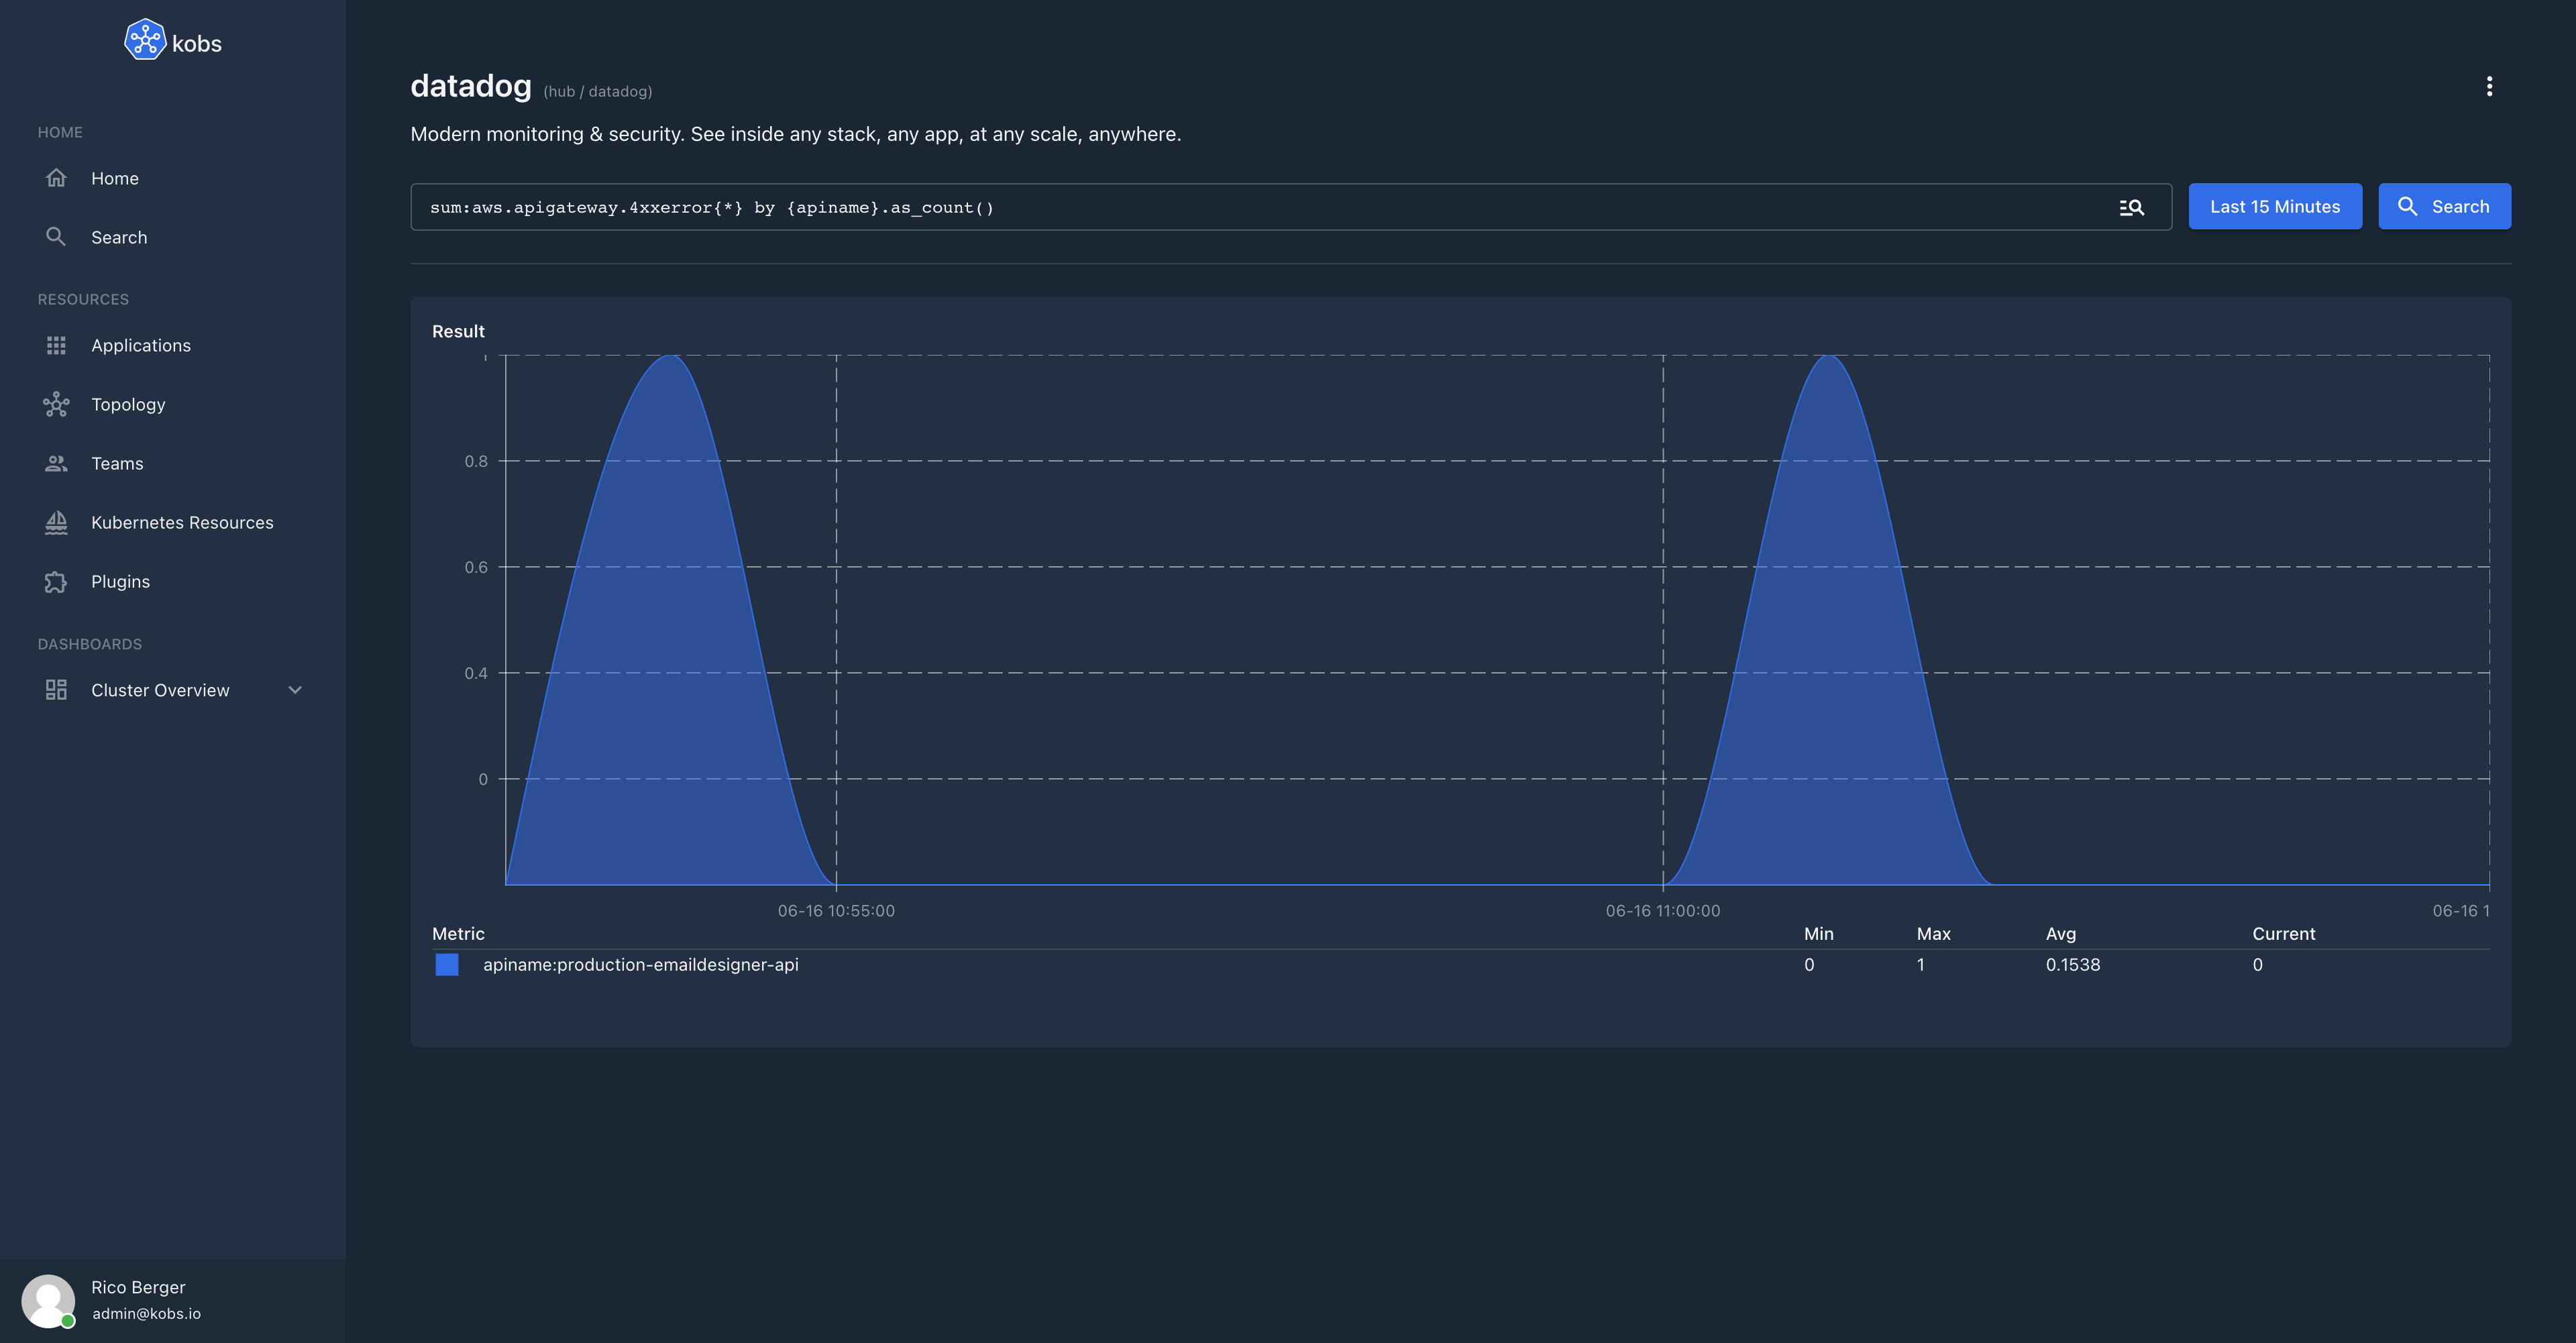 kobs
HOME
Home
Search
RESOURCES
Applications
Topology
Teams
Kubernetes Resources
Plugins
DASHBOARDS
Cluster Overview
Rico Berger
admin@kobs.io
datadog (hub / datadog)
Modern monitoring & security. See inside any stack, any app, at any scale, anywhere.
sum:aws.apigateway.4xxerror{*} by {apiname}.as_count()
Last 15 Minutes
Search
Result
0.8
0.6
0.4
0
06-16 10:55:00 06-16 11:00:00 06-16 1
Metric Min Max Avg Current
apiname:production-emaildesigner-api 0 1 0.1538 0